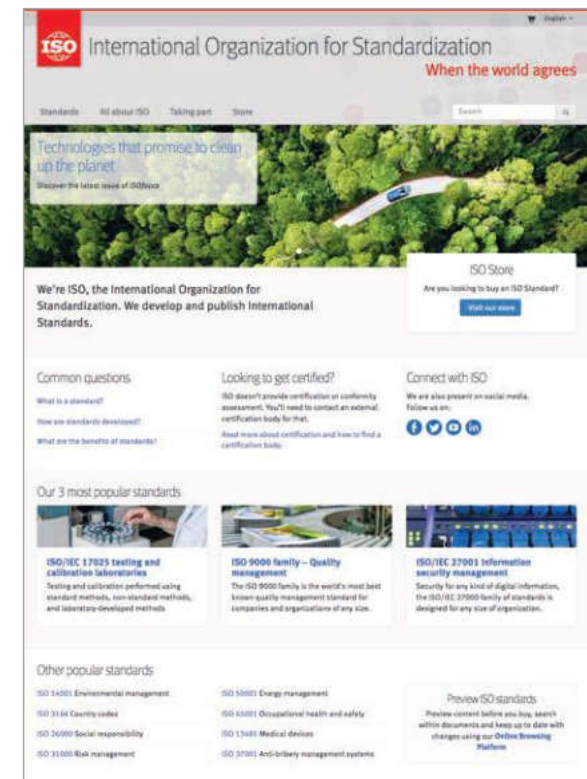 English
ISO
International Organization for Standardization
When the world agrees
Standards
All about ISO
Taking part
Store
Search
Technologies that promise to clean
up the planet
Discover the latest issue of ISOfocus
We're ISO, the International Organization for
Standardization. We develop and publish International
Standards.
ISO Store
Are you looking to buy an ISO Standard?
Visit our store
Common questions
What is a standard?
How are standards developed?
What are the benefits of standards?
Looking to get certified?
ISO doesn't provide certification or conformity
assessment. You'll need to contact an external
certification body for that.
Read more about certification and how to find a
certification body.
Connect with ISO
We are also present on social media.
Follow us on:
Our 3 most popular standards
ISO/IEC 17025 testing and
calibration laboratories
Testing and calibration performed using
standard methods, non-standard methods,
and laboratory-developed methods
ISO 9000 family – Quality
management
The ISO 9000 family is the world's most best
known quality management standard for
companies and organizations of any size.
ISO/IEC 27001 Information
security management
Security for any kind of digital information,
the ISO/IEC 27000 family of standards is
designed for any size of organization.
Other popular standards
ISO 14001 Environmental management
ISO 3166 Country codes
ISO 26000 Social responsibility
ISO 31000 Risk management
ISO 50001 Energy management
ISO 45001 Occupational health and safety
ISO 13485 Medical devices
ISO 37001 Anti-bribery management systems
Preview ISO standards
Preview content before you buy, search
within documents and keep up to date with
changes using our Online Browsing
Platform